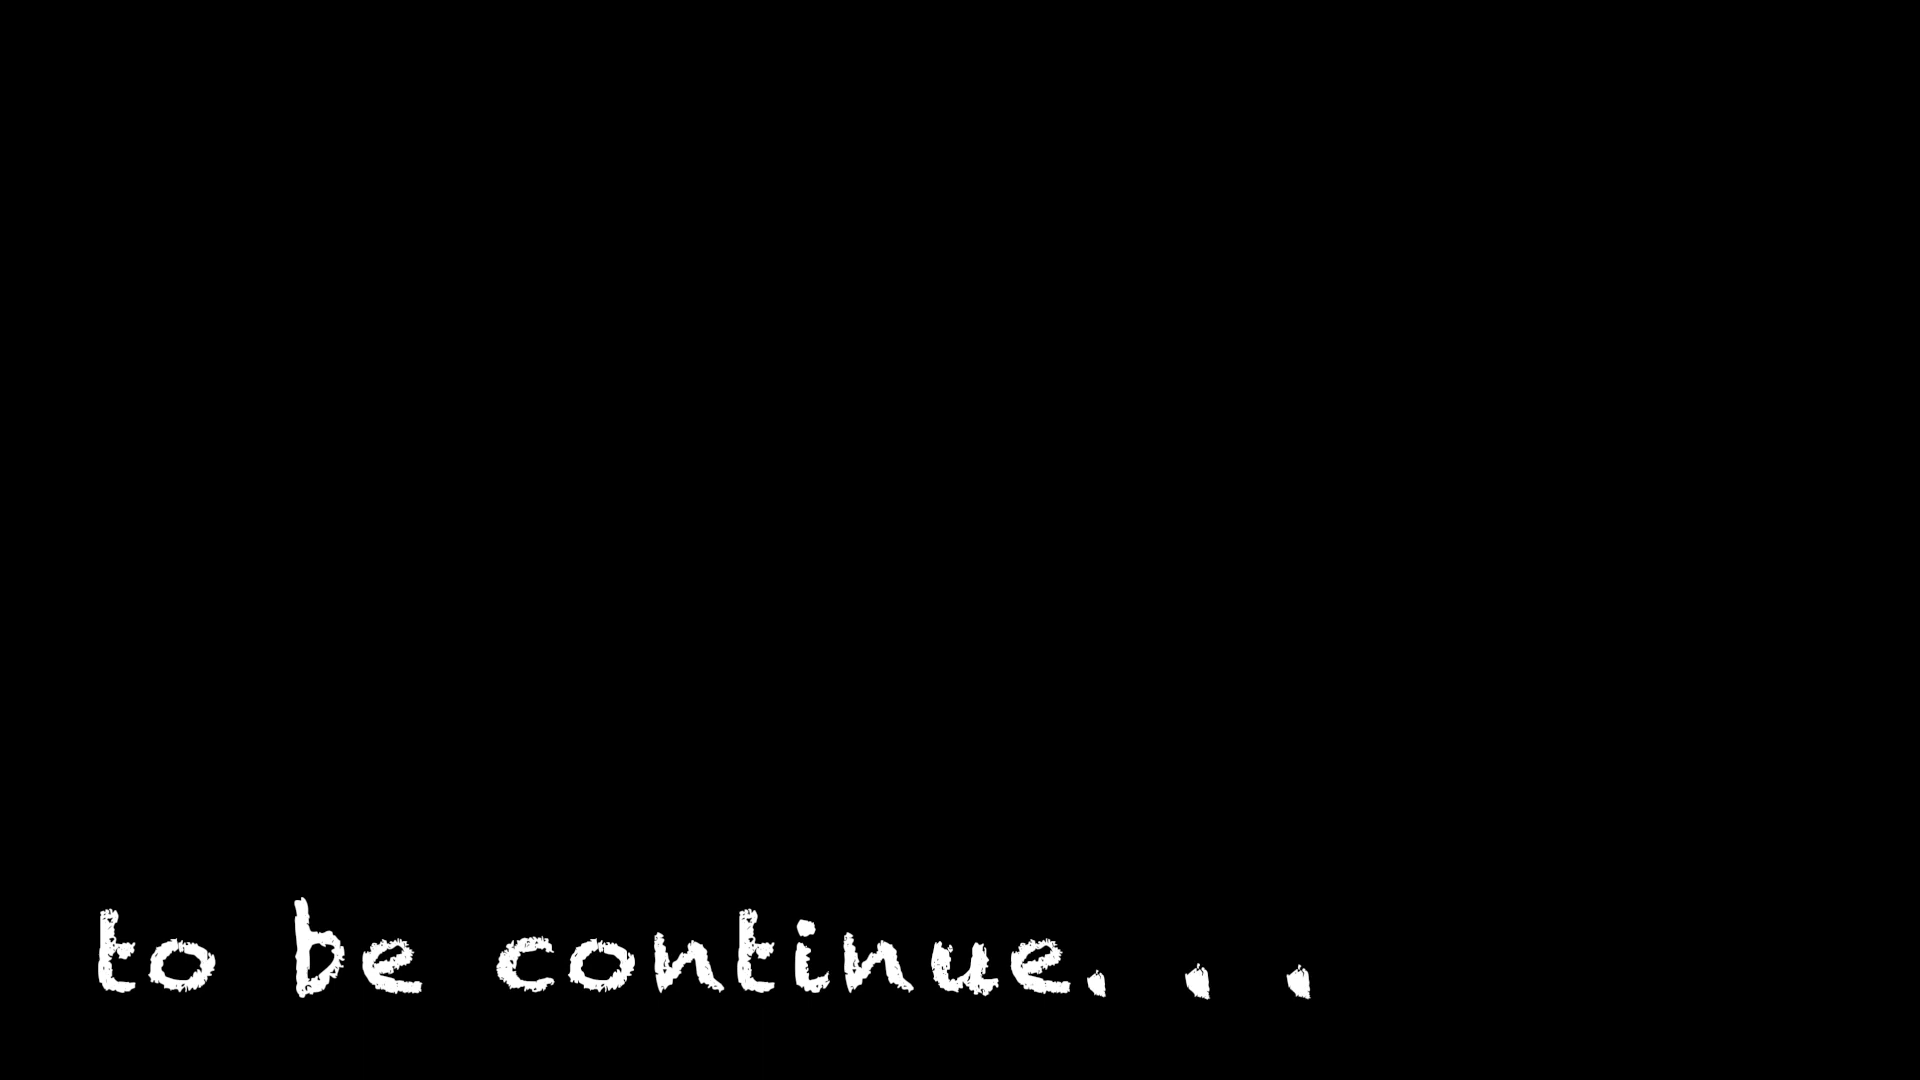 to be continue. . .